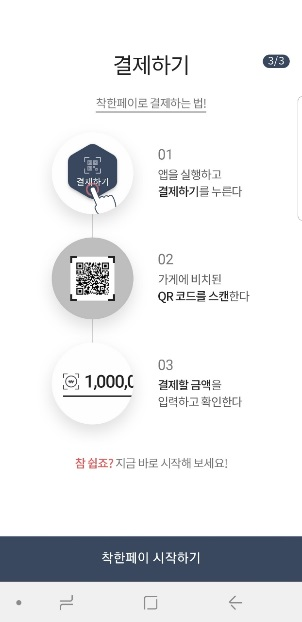 결제하기
3/3
착한페이로 결제하는 법!
결제하기
01
앱을 실행하고
결제하기를 누른다
02
가게에 비치된
QR 코드를 스캔한다
1,000,0
03
결제할 금액을
입력하고 확인한다
참 쉽죠? 지금 바로 시작해 보세요!
착한페이 시작하기